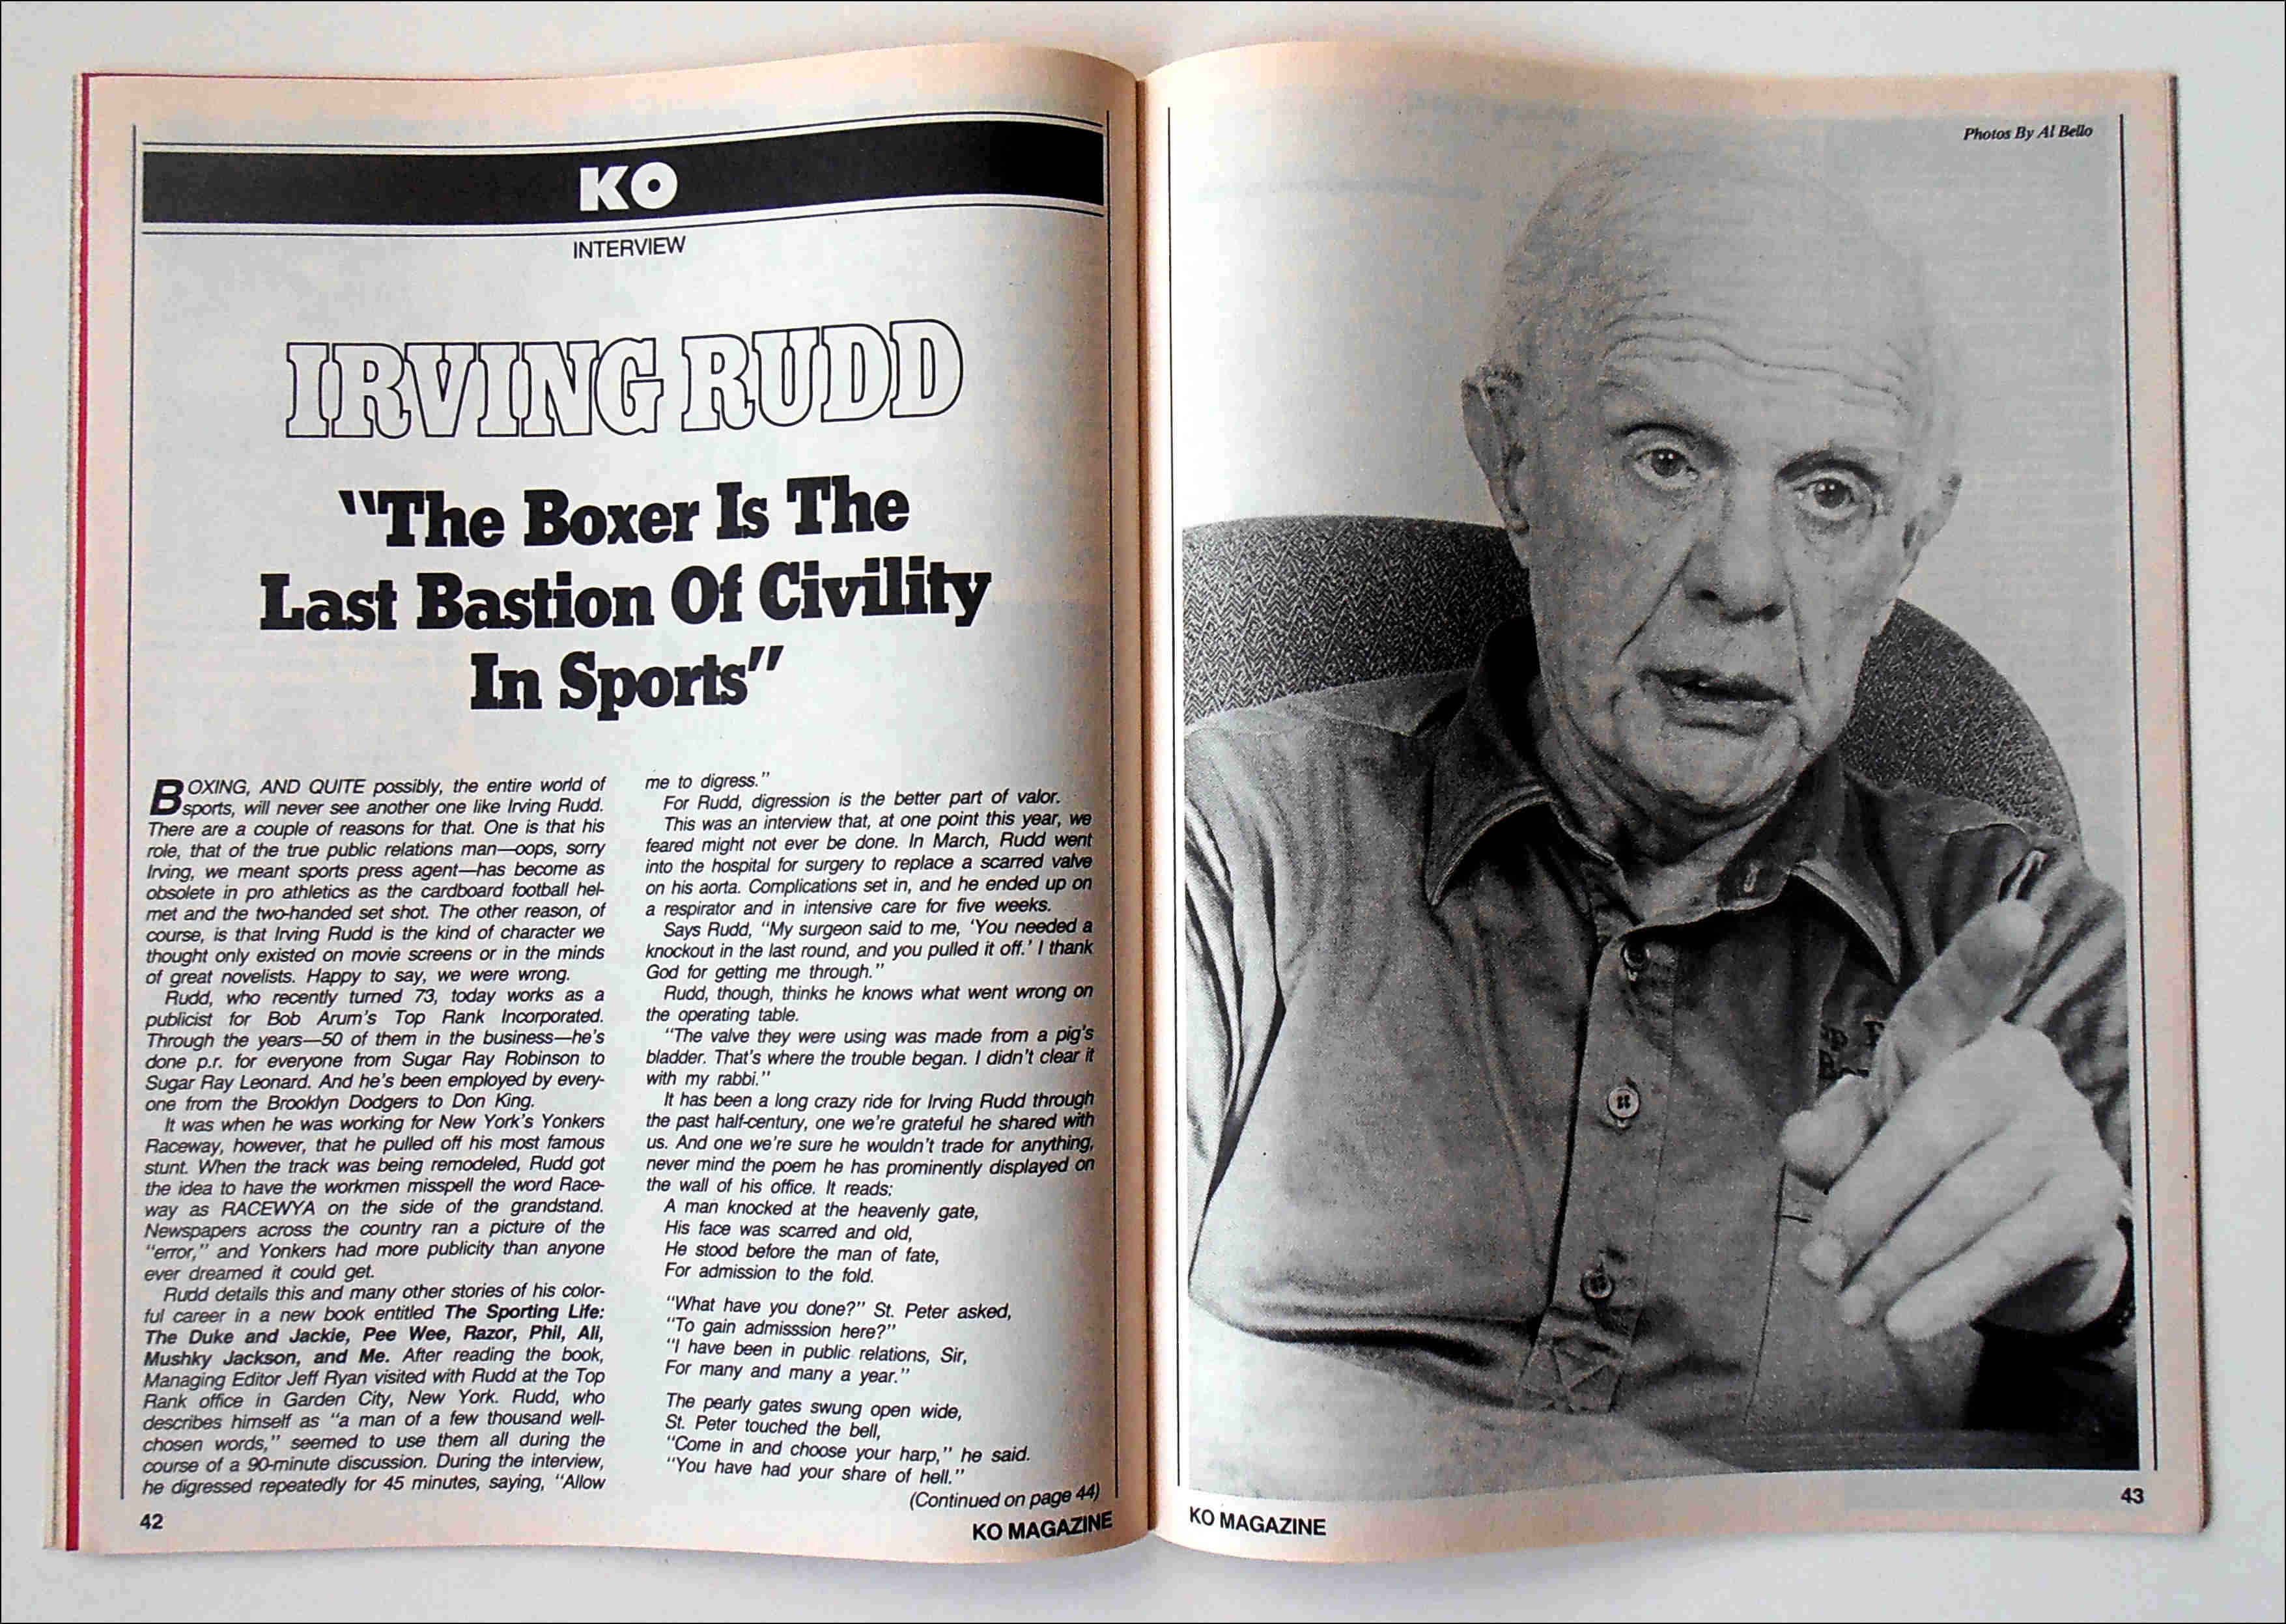 KO
INTERVIEW
IRVING RUDD
"The Boxer Is The
Last Bastion Of Civility
In Sports"
BOXING, AND QUITE possibly, the entire world of
sports, will never see another one like Irving Rudd.
There are a couple of reasons for that. One is that his
role, that of the true public relations man—oops, sorry
Irving, we meant sports press agent—has become as
obsolete in pro athletics as the cardboard football hel-
met and the two-handed set shot. The other reason, of
course, is that Irving Rudd is the kind of character we
thought only existed on movie screens or in the minds
of great novelists. Happy to say, we were wrong.
Rudd, who recently turned 73, today works as a
publicist for Bob Arum's Top Rank Incorporated.
Through the years—50 of them in the business—he's
done p.r. for everyone from Sugar Ray Robinson to
Sugar Ray Leonard. And he's been employed by every-
one from the Brooklyn Dodgers to Don King.
It was when he was working for New York's Yonkers
Raceway, however, that he pulled off his most famous
stunt. When the track was being remodeled, Rudd got
the idea to have the workmen misspell the word Race-
way as RACEWYA on the side of the grandstand.
Newspapers across the country ran a picture of the
"error," and Yonkers had more publicity than anyone
ever dreamed it could get.
Rudd details this and many other stories of his color-
ful career in a new book entitled The Sporting Life:
The Duke and Jackie, Pee Wee, Razor, Phil, Ali,
Mushky Jackson, and Me. After reading the book,
Managing Editor Jeff Ryan visited with Rudd at the Top
Rank office in Garden City, New York. Rudd, who
describes himself as "a man of a few thousand well-
chosen words," seemed to use them all during the
course of a 90-minute discussion. During the interview,
he digressed repeatedly for 45 minutes, saying, "Allow
me to digress."
For Rudd, digression is the better part of valor.
This was an interview that, at one point this year, we
feared might not ever be done. In March, Rudd went
into the hospital for surgery to replace a scarred valve
on his aorta. Complications set in, and he ended up on
a respirator and in intensive care for five weeks.
Says Rudd, "My surgeon said to me, 'You needed a
knockout in the last round, and you pulled it off.' I thank
God for getting me through."
Rudd, though, thinks he knows what went wrong on
the operating table.
"The valve they were using was made from a pig's
bladder. That's where the trouble began. I didn't clear it
with my rabbi."
It has been a long crazy ride for Irving Rudd through
the past half-century, one we're grateful he shared with
us. And one we're sure he wouldn't trade for anything,
never mind the poem he has prominently displayed on
the wall of his office. It reads:
A man knocked at the heavenly gate,
His face was scarred and old,
He stood before the man of fate,
For admission to the fold.
"What have you done?" St. Peter asked,
"To gain admisssion here?"
"I have been in public relations, Sir,
For many and many a year."
The pearly gates swung open wide,
St. Peter touched the bell,
"Come in and choose your harp," he said.
"You have had your share of hell."
(Continued on page 44)
42
KO MAGAZINE
Photos By Al Bello
KO MAGAZINE
43